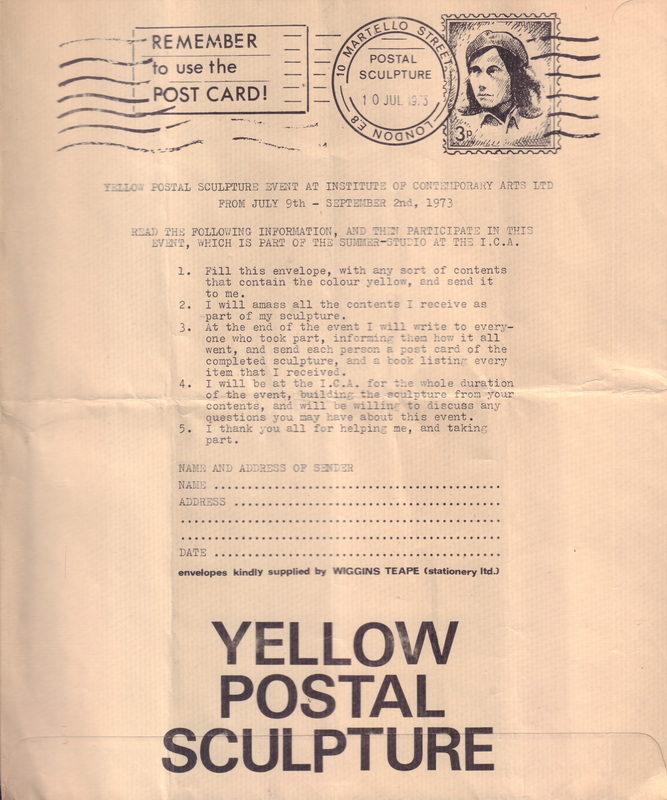 REMEMBER
to use the
POST CARD!
10 MARTELLO STREET.
POSTAL
SCULPTURE
10 JUL 1973
LONDON E8
3P
YELLOW POSTAL SCULPTURE EVENT AT INSTITUTE OF CONTEMPORARY ARTS LTD
FROM JULY 9th - SEPTEMBER 2nd, 1973
READ THE FOLLOWING INFORMATION, AND THEN PARTICIPATE IN THIS
EVENT, WHICH IS PART OF THE SUMMER-STUDIO AT THE I.C.A.
1. Fill this envelope, with any sort of contents
that contain the colour yellow, and send it
to me.
2. I will amass all the contents I receive as
part of my sculpture.
3. At the end of the event I will write to every-
one who took part, informing them how it all
went, and send each person a post card of the
completed sculpture, and a book listing every
item that I received.
4. I will be at the I.C.A. for the whole duration
of the event, building the sculpture from your
contents, and will be willing to discuss any
questions you may have about this event.
5. I thank you all for helping me, and taking
part.
NAME AND ADDRESS OF SENDER
NAME
ADDRESS
DATE
envelopes kindly supplied by WIGGINS TEAPE (stationery ltd.)
YELLOW
POSTAL
SCULPTURE